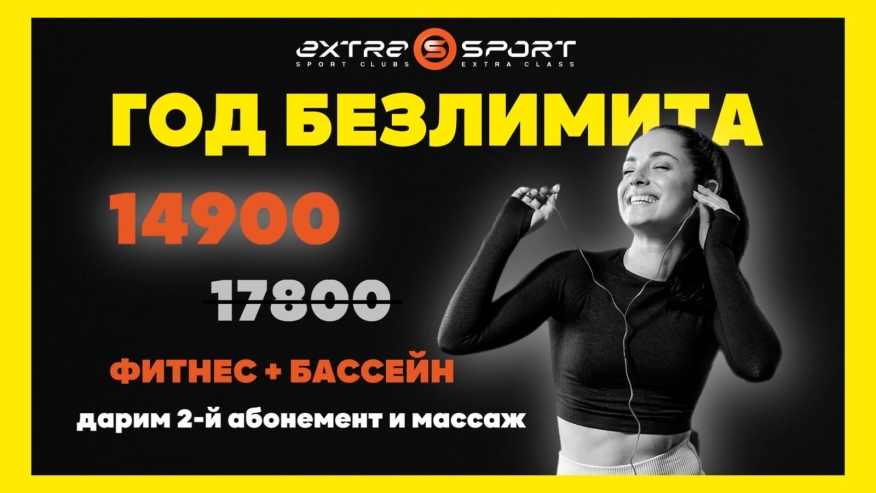 extra S SPORT
SPORT CLUBS EXTRA CLASS
ГОД БЕЗЛИМИТА
14900
17800
ФИТНЕС + БАССЕЙН
дарим 2-й абонемент и массаж